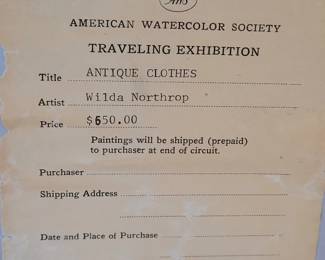 AWS
AMERICAN WATERCOLOR SOCIETY
TRAVELING EXHIBITION
Title ANTIQUE CLOTHES
Artist Wilda Northrop
Price $650.00
Paintings will be shipped (prepaid)
to purchaser at end of circuit.
Purchaser
Shipping Address
Date and Place of Purchase